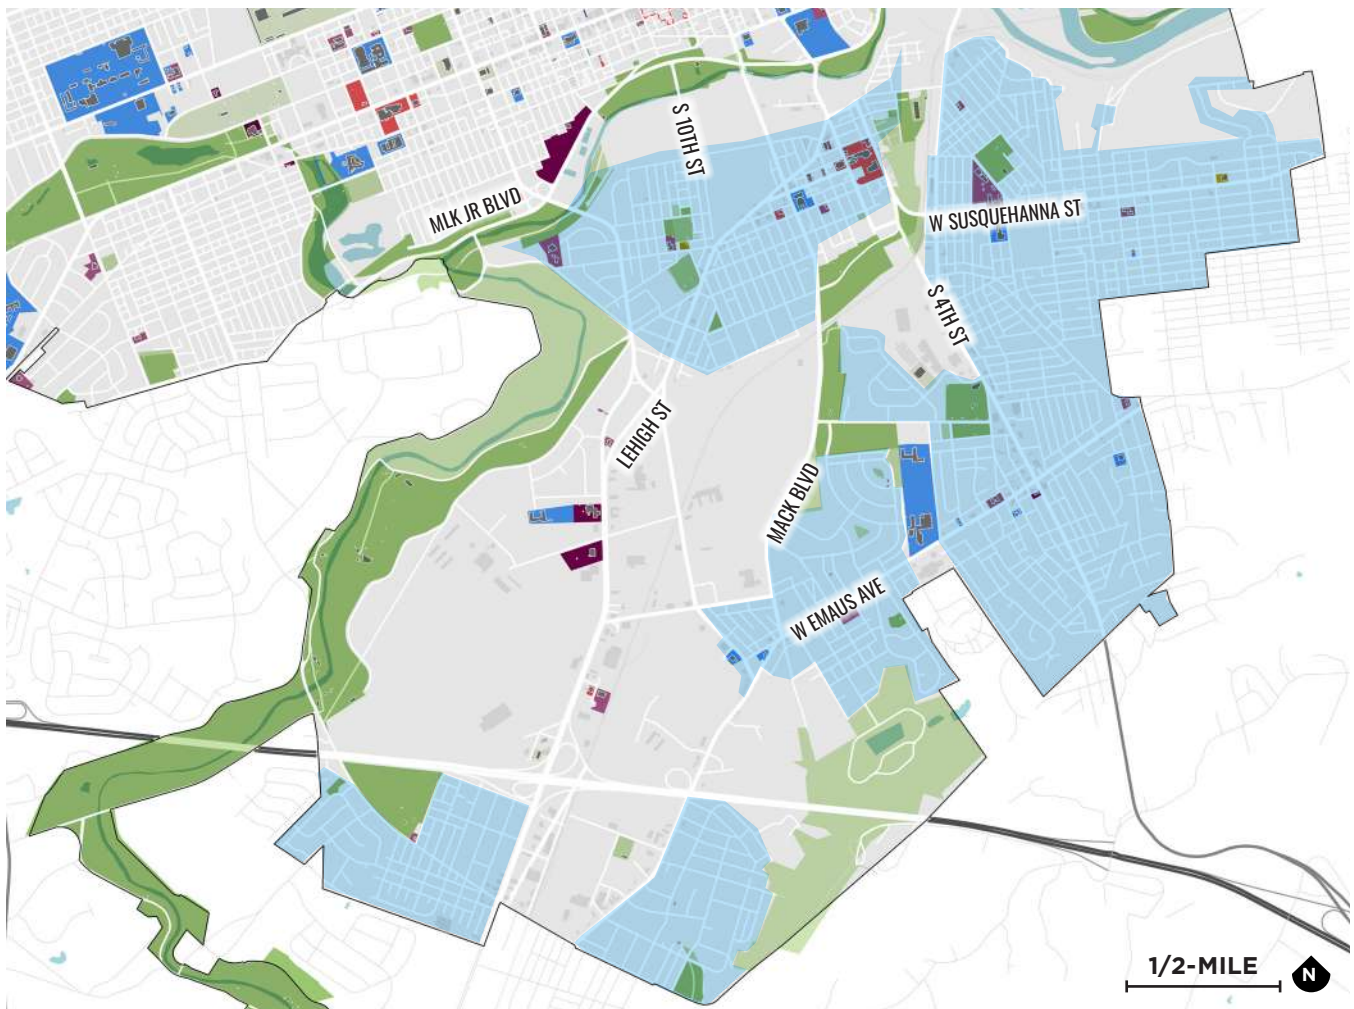 S 10TH ST
MLK JR BLVD
W SUSQUEHANNA ST
S 4TH ST
LEHIGH ST
MACK BLVD
W EMAUS AVE
1/2-MILE
N